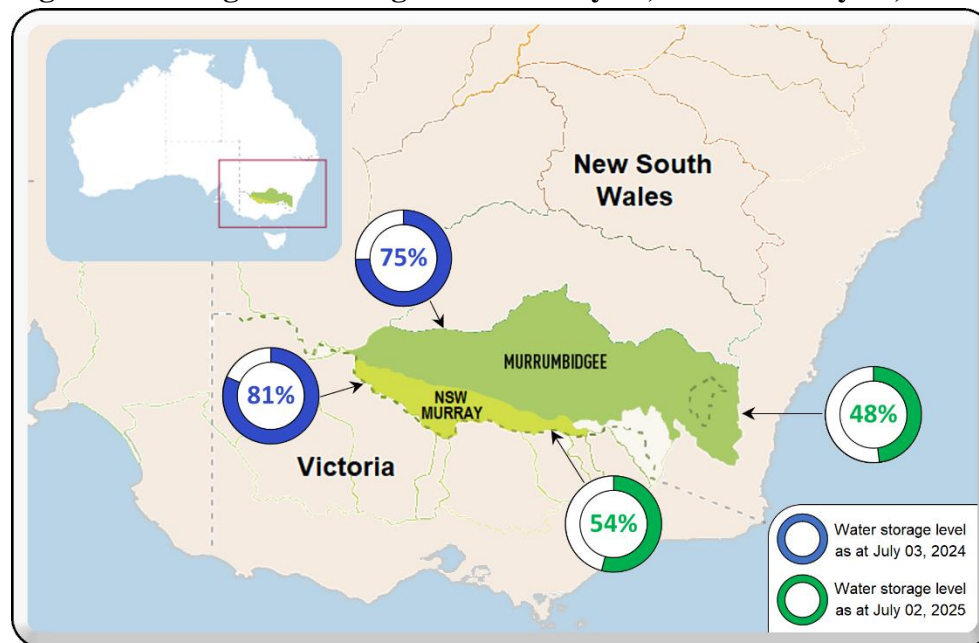 New South
Wales
75%
MURRUMBIDGEE
81%
NSW
MURRAY
48%
Victoria
54%
Water storage level
as at July 03, 2024
Water storage level
as at July 02, 2025